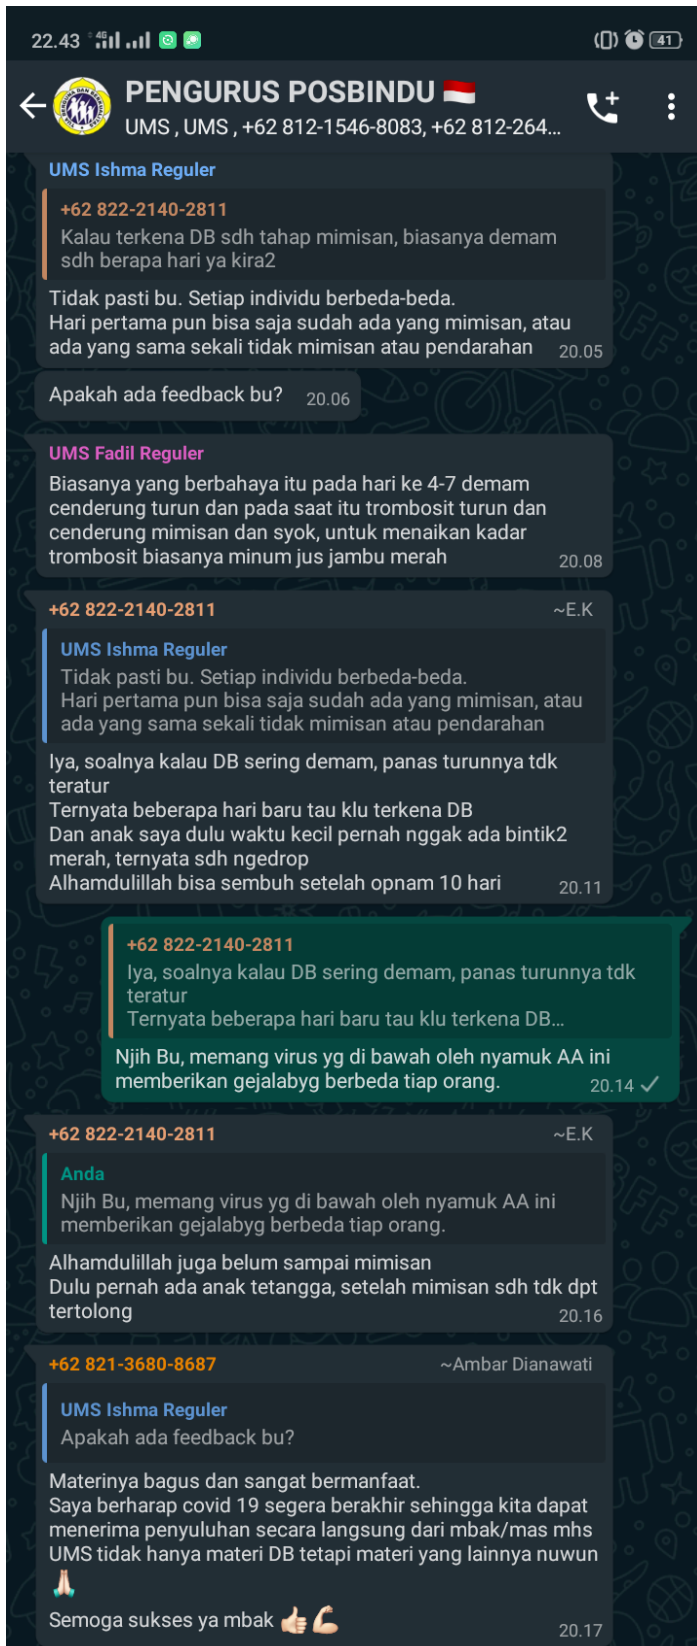 22.43
4G
41
PENGURUS POSBINDU
UMS , UMS , +62 812-1546-8083, +62 812-264...
UMS Ishma Reguler
+62 822-2140-2811
Kalau terkena DB sdh tahap mimisan, biasanya demam
sdh berapa hari ya kira2
Tidak pasti bu. Setiap individu berbeda-beda.
Hari pertama pun bisa saja sudah ada yang mimisan, atau
ada yang sama sekali tidak mimisan atau pendarahan 20.05
Apakah ada feedback bu? 20.06
UMS Fadil Reguler
Biasanya yang berbahaya itu pada hari ke 4-7 demam
cenderung turun dan pada saat itu trombosit turun dan
cenderung mimisan dan syok, untuk menaikan kadar
trombosit biasanya minum jus jambu merah 20.08
+62 822-2140-2811 ~E.K
UMS Ishma Reguler
Tidak pasti bu. Setiap individu berbeda-beda.
Hari pertama pun bisa saja sudah ada yang mimisan, atau
ada yang sama sekali tidak mimisan atau pendarahan
Iya, soalnya kalau DB sering demam, panas turunnya tdk
teratur
Ternyata beberapa hari baru tau klu terkena DB
Dan anak saya dulu waktu kecil pernah nggak ada bintik2
merah, ternyata sdh ngedrop
Alhamdulillah bisa sembuh setelah opnam 10 hari 20.11
+62 822-2140-2811
Iya, soalnya kalau DB sering demam, panas turunnya tdk
teratur
Ternyata beberapa hari baru tau klu terkena DB...
Njih Bu, memang virus yg di bawah oleh nyamuk AA ini
memberikan gejalabyg berbeda tiap orang. 20.14
+62 822-2140-2811 ~E.K
Anda
Njih Bu, memang virus yg di bawah oleh nyamuk AA ini
memberikan gejalabyg berbeda tiap orang.
Alhamdulillah juga belum sampai mimisan
Dulu pernah ada anak tetangga, setelah mimisan sdh tdk dpt
tertolong 20.16
+62 821-3680-8687 ~Ambar Dianawati
UMS Ishma Reguler
Apakah ada feedback bu?
Materinya bagus dan sangat bermanfaat.
Saya berharap covid 19 segera berakhir sehingga kita dapat
menerima penyuluhan secara langsung dari mbak/mas mhs
UMS tidak hanya materi DB tetapi materi yang lainnya nuwun
🙏🏻
Semoga sukses ya mbak 👍🏻💪🏻 20.17